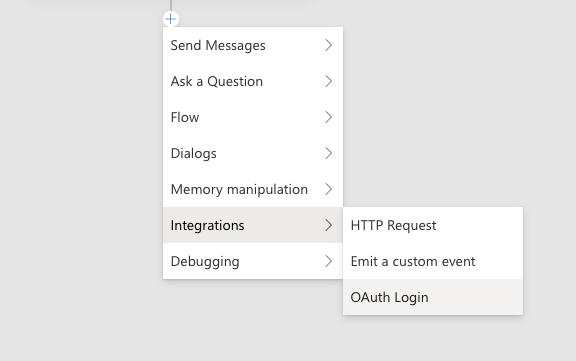 Send Messages
Ask a Question
Flow
Dialogs
Memory manipulation
Integrations
Debugging
HTTP Request
Emit a custom event
OAuth Login